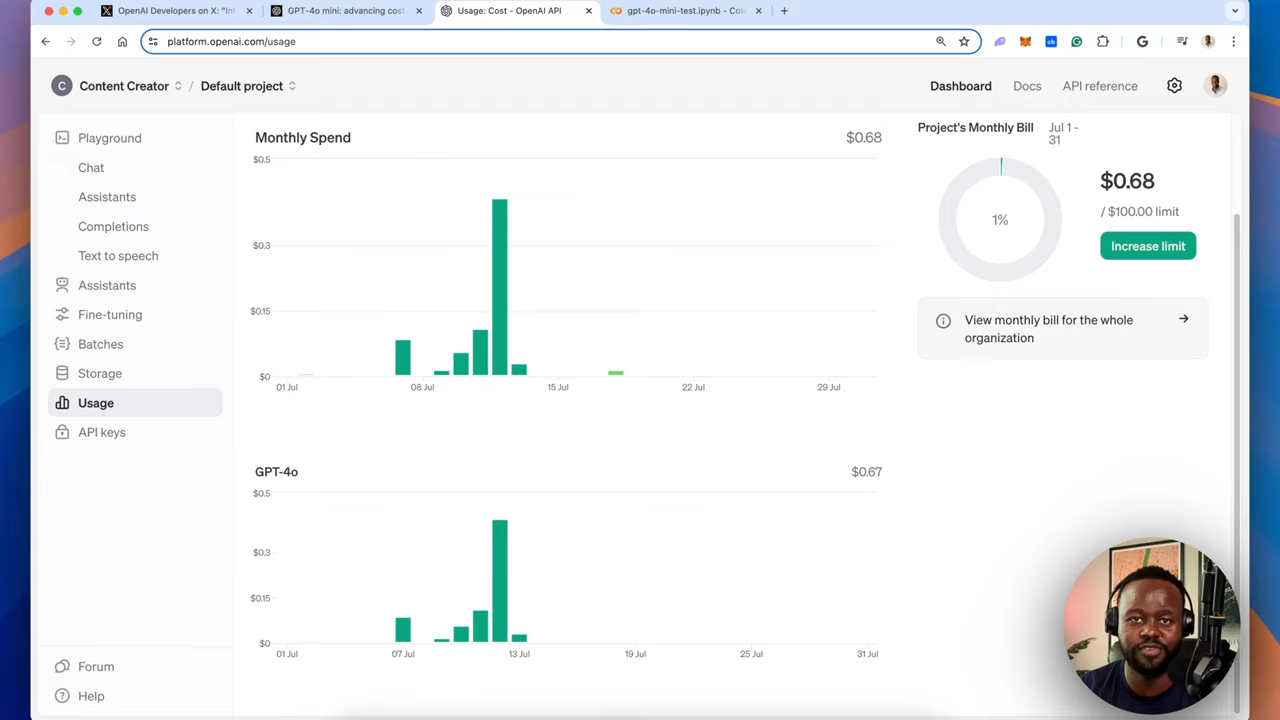 OpenAI Developers on X: "Int
GPT-4o mini: advancing cost
Usage: Cost - OpenAI API
gpt-4o-mini-test.ipynb - Cola
platform.openai.com/usage
C Content Creator / Default project
Dashboard Docs API reference
Playground
Chat
Assistants
Completions
Text to speech
Assistants
Fine-tuning
Batches
Storage
Usage
API keys
Forum
Help
Monthly Spend $0.68
$0.5
$0.3
$0.15
$0
01 Jul 08 Jul 15 Jul 22 Jul 29 Jul
GPT-4o $0.67
$0.5
$0.3
$0.15
$0
01 Jul 07 Jul 13 Jul 19 Jul 25 Jul 31 Jul
Project's Monthly Bill Jul 1 -
31
1%
$0.68
/ $100.00 limit
Increase limit
View monthly bill for the whole
organization